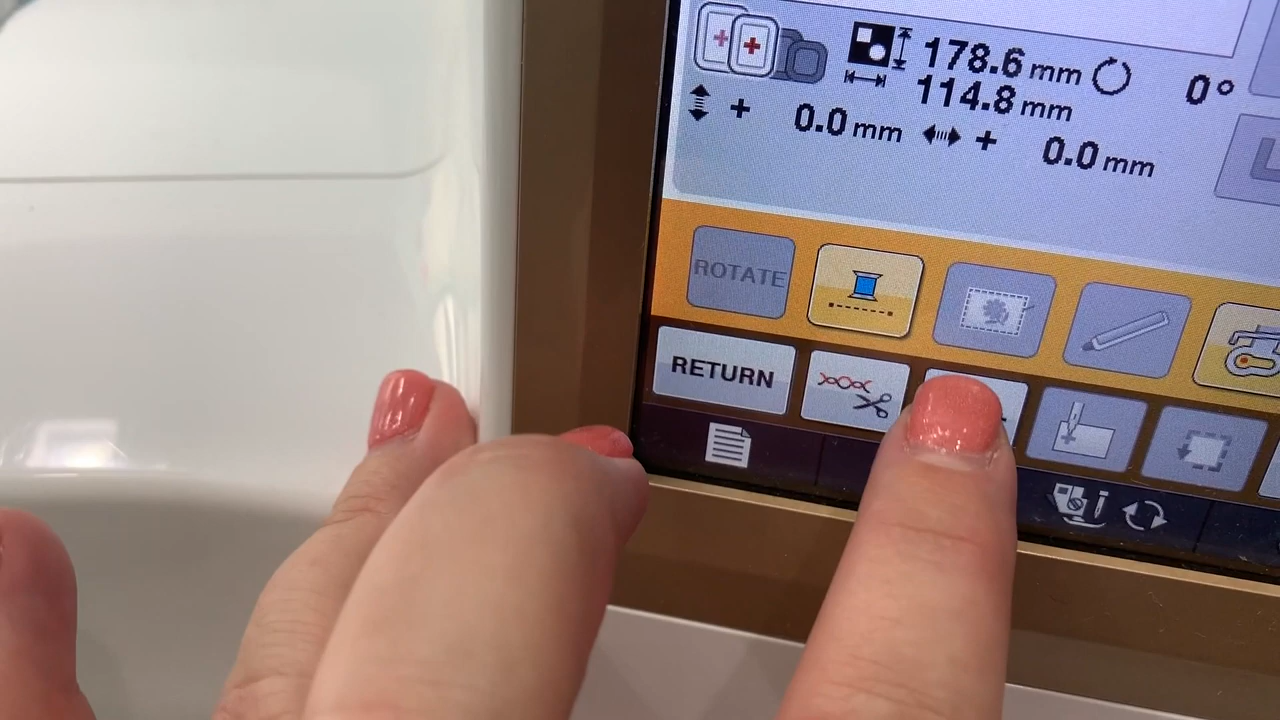 178.6 mm 0°
114.8 mm
+ 0.0 mm + 0.0 mm
ROTATE
RETURN